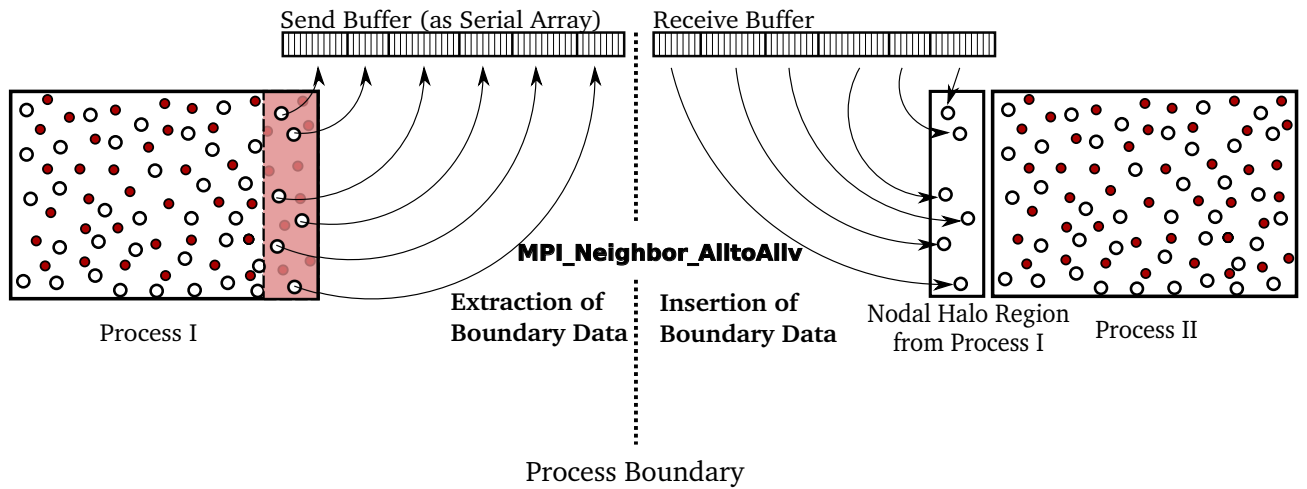 Send Buffer (as Serial Array)
Receive Buffer
MPI_Neighbor_AlltoAllv
Extraction of
Boundary Data
Insertion of
Boundary Data
Process I
Nodal Halo Region
from Process I
Process II
Process Boundary